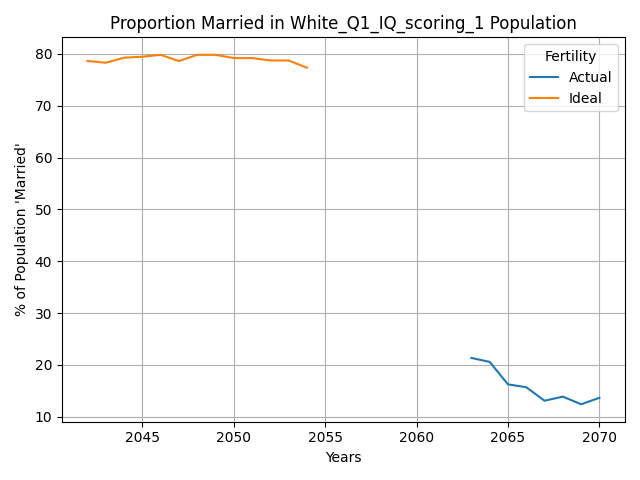 Proportion Married in White_Q1_IQ_scoring_1 Population
Fertility
Actual
Ideal
% of Population 'Married'
80
70
60
50
40
30
20
10
2045
2050
2055
2060
2065
2070
Years